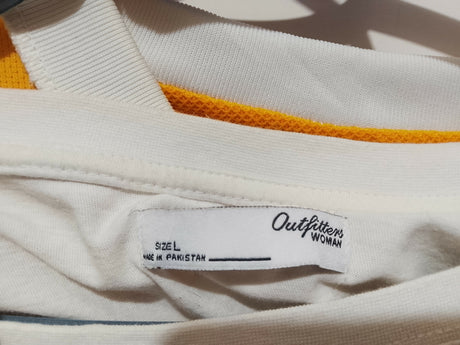 Outfitters
WOMAN
SIZE L
MADE IN PAKISTAN